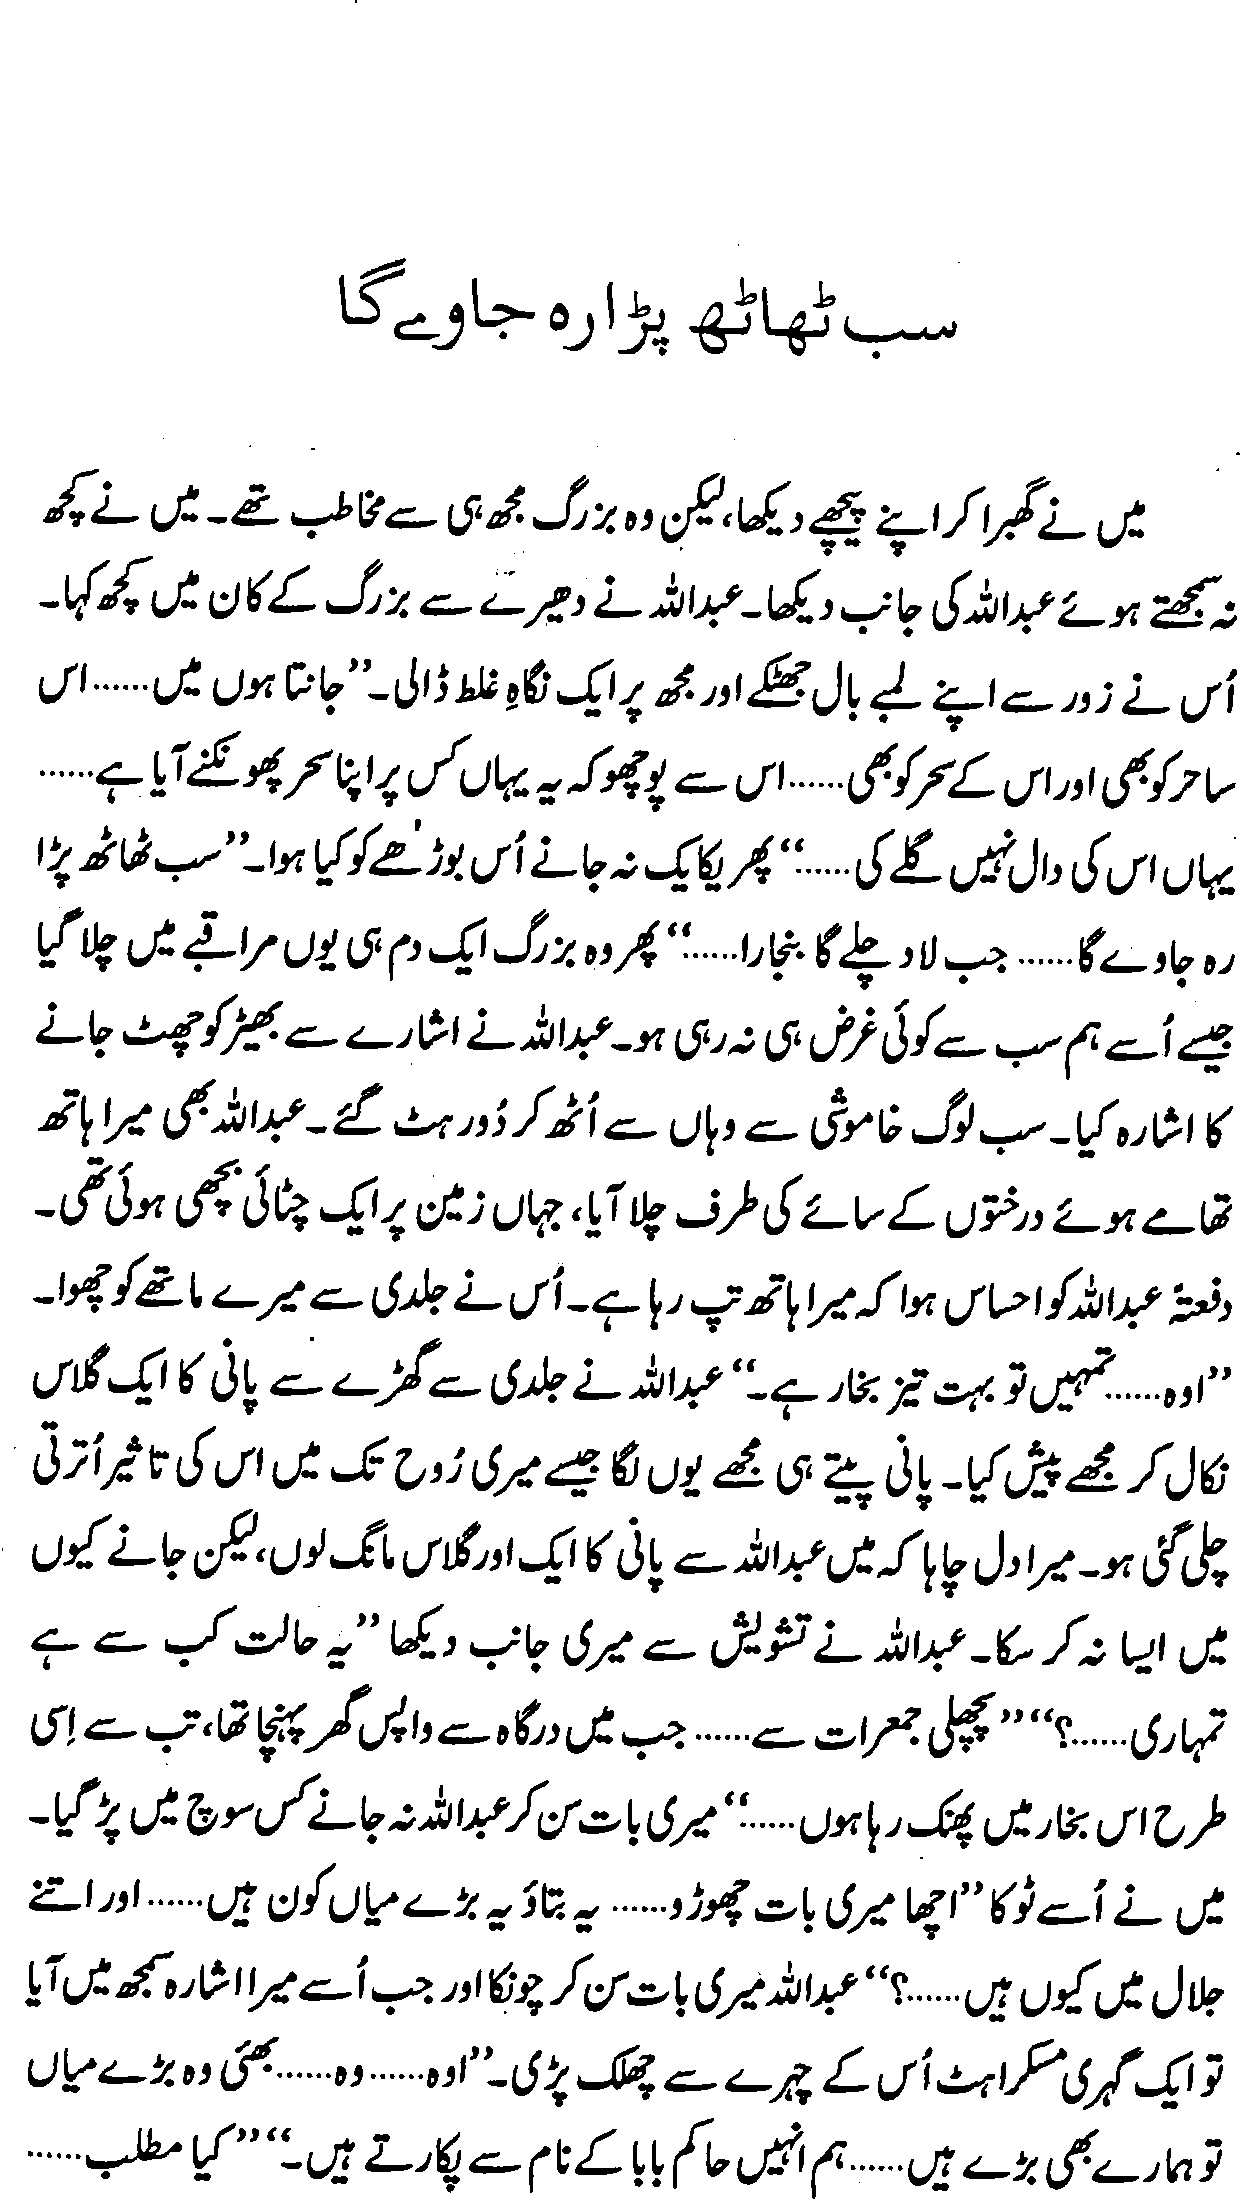 سب ٹھاٹھ پڑا رہ جاوے گا
میں نے گھبرا کر اپنے پیچھے دیکھا، لیکن وہ بزرگ مجھ ہی سے مخاطب تھے۔ میں نے کچھ
نہ سمجھتے ہوئے عبداللہ کی جانب دیکھا۔ عبداللہ نے دھیرے سے بزرگ کے کان میں کچھ کہا۔
اُس نے زور سے اپنے لمبے بال جھٹکے اور مجھ پر ایک نگاہِ غلط ڈالی۔ ”جانتا ہوں میں...... اس
ساحر کو بھی اور اس کے سحر کو بھی...... اس سے پوچھو کہ یہ یہاں کس پر اپنا سحر پھونکنے آیا ہے......
یہاں اس کی دال نہیں گلے گی......“ پھر یکایک نہ جانے اُس بوڑھے کو کیا ہوا۔ ”سب ٹھاٹھ پڑا
رہ جاوے گا...... جب لاد چلے گا بنجارا......“ پھر وہ بزرگ ایک دم ہی یوں مراقبے میں چلا گیا
جیسے اُسے ہم سب سے کوئی غرض ہی نہ رہی ہو۔ عبداللہ نے اشارے سے بھیڑ کو چھٹ جانے
کا اشارہ کیا۔ سب لوگ خاموشی سے وہاں سے اُٹھ کر دُور ہٹ گئے۔ عبداللہ بھی میرا ہاتھ
تھامے ہوئے درختوں کے سائے کی طرف چلا آیا، جہاں زمین پر ایک چٹائی بچھی ہوئی تھی۔
دفعتۂ عبداللہ کو احساس ہوا کہ میرا ہاتھ تپ رہا ہے۔ اُس نے جلدی سے میرے ماتھے کو چھوا۔
”اوہ...... تمہیں تو بہت تیز بخار ہے۔“ عبداللہ نے جلدی سے گھڑے سے پانی کا ایک گلاس
نکال کر مجھے پیش کیا۔ پانی پیتے ہی مجھے یوں لگا جیسے میری رُوح تک میں اس کی تاثیر اُترتی
چلی گئی ہو۔ میرا دل چاہا کہ میں عبداللہ سے پانی کا ایک اور گلاس مانگ لوں، لیکن جانے کیوں
میں ایسا نہ کر سکا۔ عبداللہ نے تشویش سے میری جانب دیکھا ”یہ حالت کب سے ہے
تمہاری......؟“ ”پچھلی جمعرات سے...... جب میں درگاہ سے واپس گھر پہنچا تھا، تب سے اِسی
طرح اس بخار میں پھنک رہا ہوں......“ میری بات سن کر عبداللہ نہ جانے کس سوچ میں پڑ گیا۔
میں نے اُسے ٹوکا ”اچھا میری بات چھوڑو...... یہ بتاؤ یہ بڑے میاں کون ہیں...... اور اتنے
جلال میں کیوں ہیں......؟“ عبداللہ میری بات سن کر چونکا اور جب اُسے میرا اشارہ سمجھ میں آیا
تو ایک گہری مسکراہٹ اُس کے چہرے سے چھلک پڑی۔ ”اوہ...... وہ...... بھئی وہ بڑے میاں
تو ہمارے بھی بڑے ہیں...... ہم انہیں حاکم بابا کے نام سے پکارتے ہیں۔“ ”کیا مطلب......